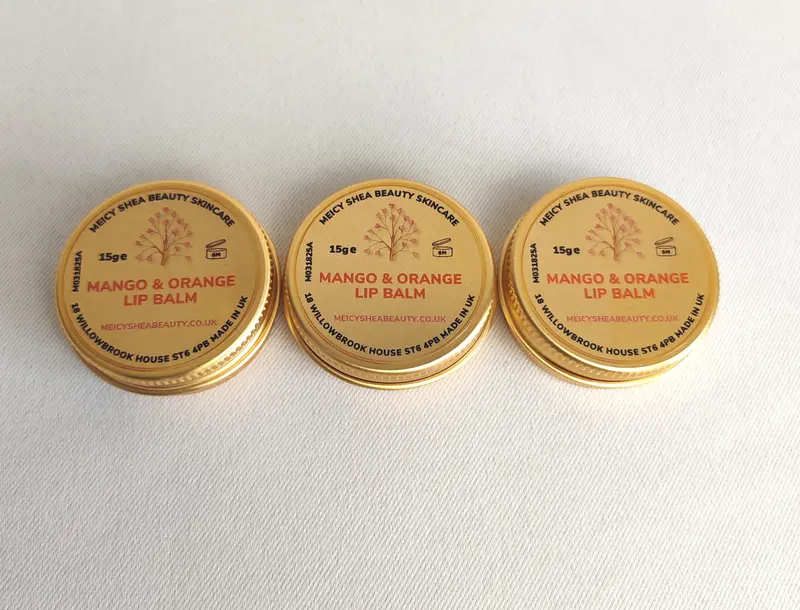 MEICY SHEA BEAUTY SKINCARE
15g e
6M
M031825A
MANGO & ORANGE
LIP BALM
MEICYSHEABEAUTY.CO.UK
18 WILLOWBROOK HOUSE ST6 4PB MADE IN UK
MEICY SHEA BEAUTY SKINCARE
15g e
6M
M031825A
MANGO & ORANGE
LIP BALM
MEICYSHEABEAUTY.CO.UK
18 WILLOWBROOK HOUSE ST6 4PB MADE IN UK
MEICY SHEA BEAUTY SKINCARE
15g e
6M
M031825A
MANGO & ORANGE
LIP BALM
MEICYSHEABEAUTY.CO.UK
18 WILLOWBROOK HOUSE ST6 4PB MADE IN UK